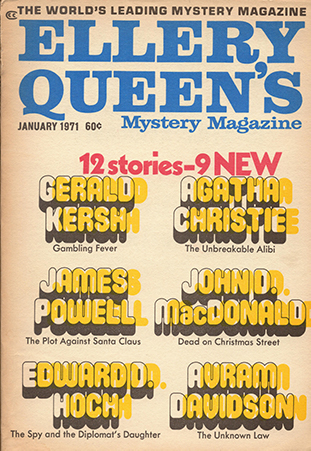 THE WORLD'S LEADING MYSTERY MAGAZINE
ELLERY
QUEEN'S
JANUARY 1971 60¢
Mystery Magazine
12 stories-9 NEW
GERALD
KERSH
Gambling Fever
AGATHA
CHRISTIE
The Unbreakable Alibi
JAMES
POWELL
The Plot Against Santa Claus
JOHN D.
MacDONALD
Dead on Christmas Street
EDWARD D.
HOCH
The Spy and the Diplomat's Daughter
AVRAM
DAVIDSON
The Unknown Law